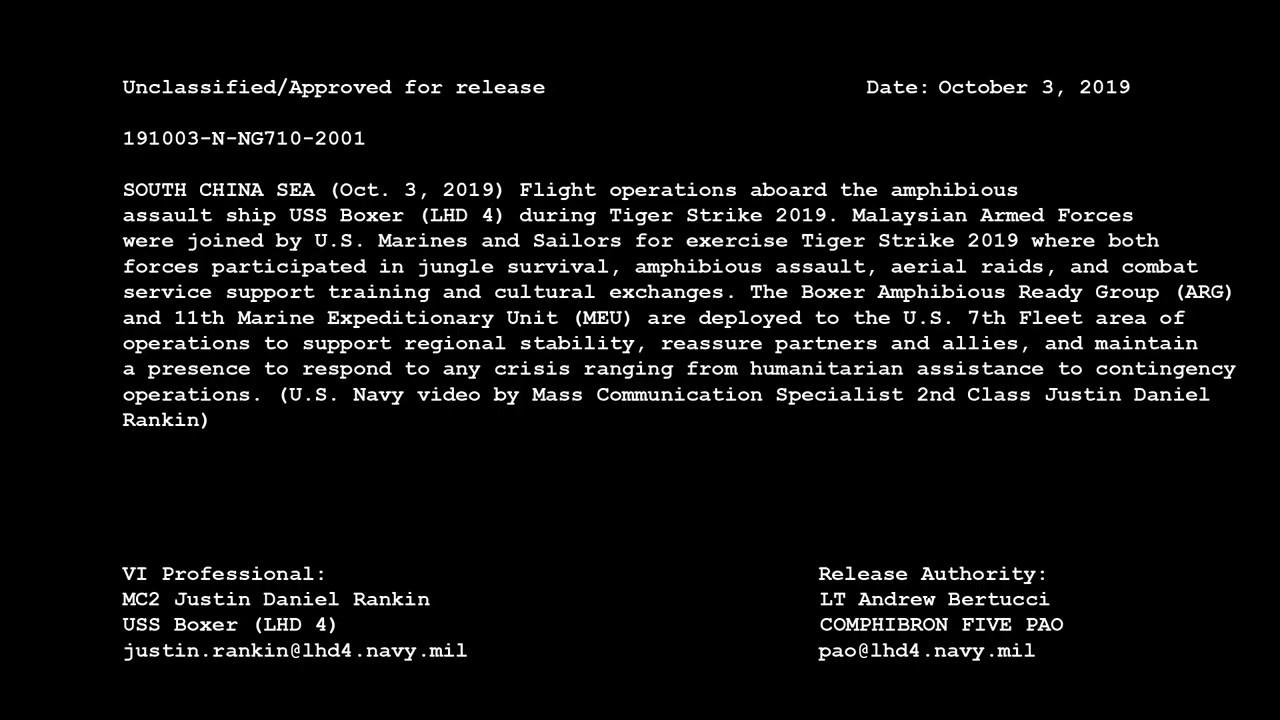 Unclassified/Approved for release Date: October 3, 2019
191003-N-NG710-2001
SOUTH CHINA SEA (Oct. 3, 2019) Flight operations aboard the amphibious
assault ship USS Boxer (LHD 4) during Tiger Strike 2019. Malaysian Armed Forces
were joined by U.S. Marines and Sailors for exercise Tiger Strike 2019 where both
forces participated in jungle survival, amphibious assault, aerial raids, and combat
service support training and cultural exchanges. The Boxer Amphibious Ready Group (ARG)
and 11th Marine Expeditionary Unit (MEU) are deployed to the U.S. 7th Fleet area of
operations to support regional stability, reassure partners and allies, and maintain
a presence to respond to any crisis ranging from humanitarian assistance to contingency
operations. (U.S. Navy video by Mass Communication Specialist 2nd Class Justin Daniel
Rankin)
VI Professional:
MC2 Justin Daniel Rankin
USS Boxer (LHD 4)
justin.rankin@lhd4.navy.mil
Release Authority:
LT Andrew Bertucci
COMPHIBRON FIVE PAO
pao@lhd4.navy.mil